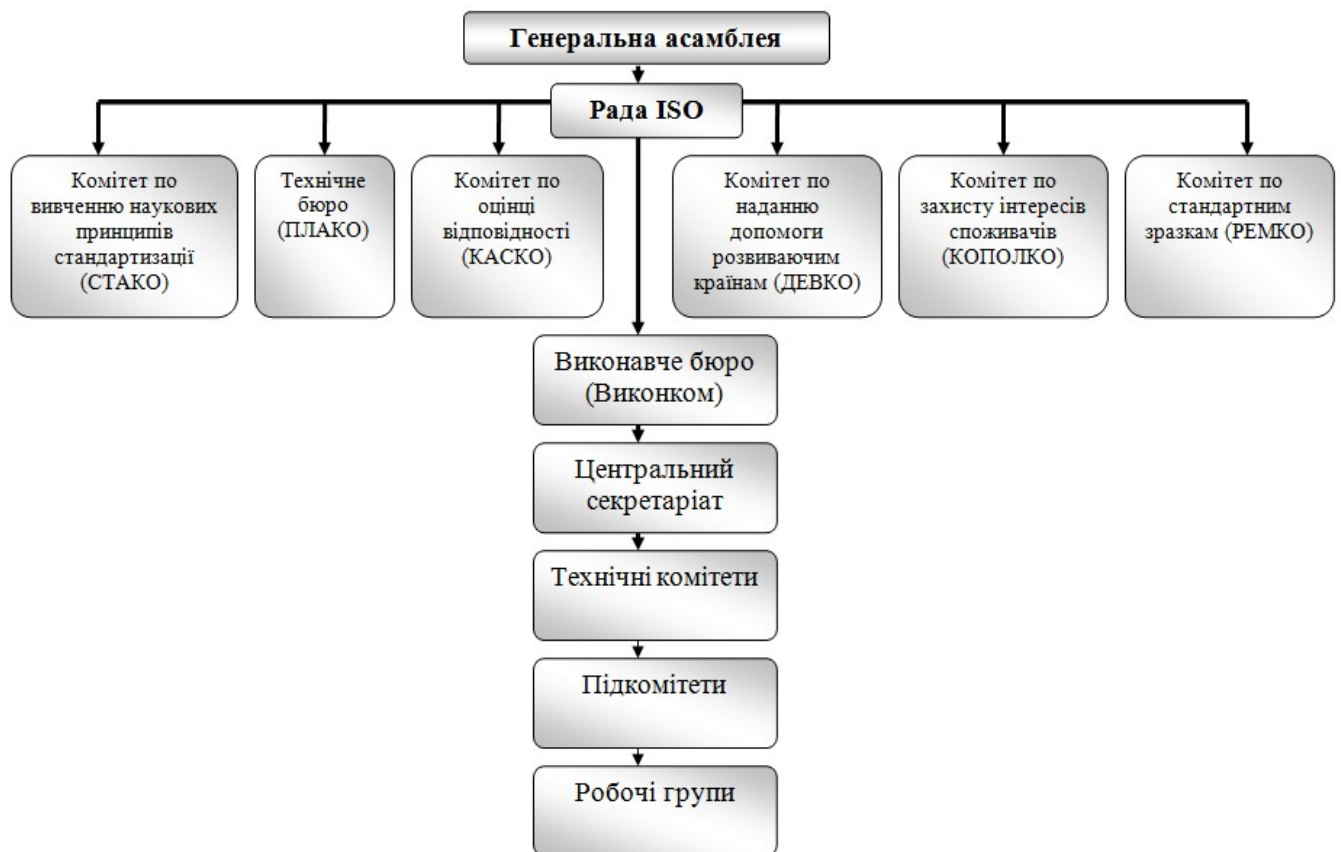 Генеральна асамблея
Рада ISO
Комітет по
вивченню наукових
принципів
стандартизації
(СТАКО)
Технічне
бюро
(ПЛАКО)
Комітет по
оцінці
відповідності
(КАСКО)
Комітет по
наданню
допомоги
розвиваючим
країнам (ДЕВКО)
Комітет по
захисту інтересів
споживачів
(КОПОЛКО)
Комітет по
стандартним
зразкам (РЕМКО)
Виконавче бюро
(Виконком)
Центральний
секретаріат
Технічні комітети
Підкомітети
Робочі групи